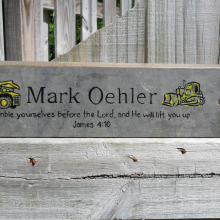 Mark Oehler
mble yourselves before the Lord, and He will lift you up
James 4:10